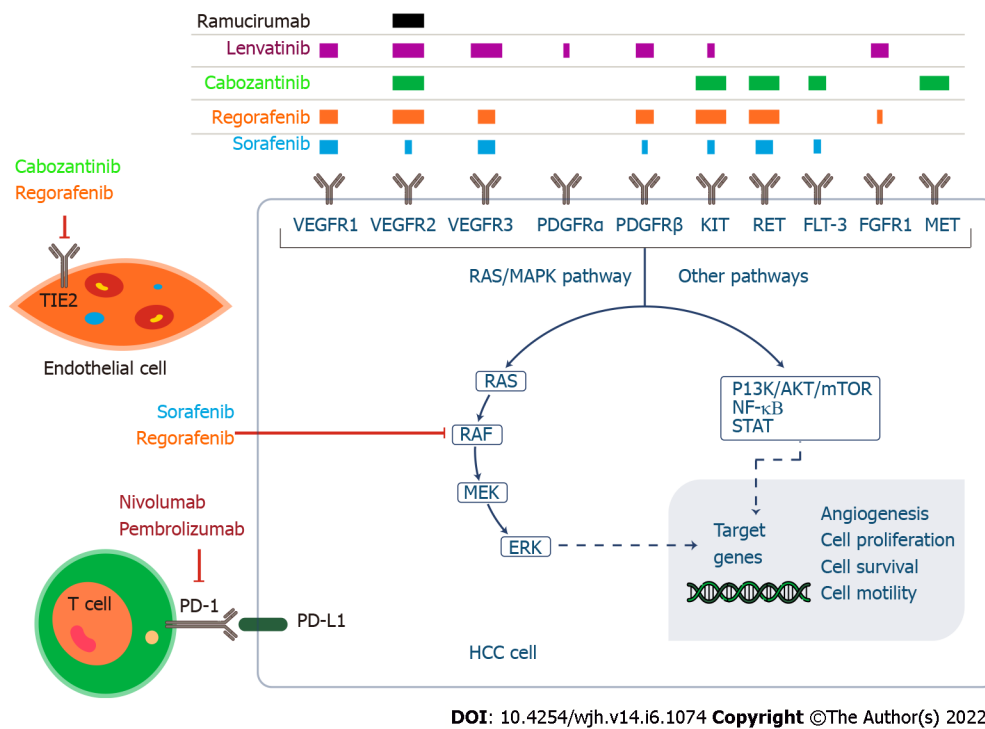 Ramucirumab
Lenvatinib
Cabozantinib
Regorafenib
Sorafenib
Cabozantinib
Regorafenib
TIE2
Endothelial cell
VEGFR1 VEGFR2 VEGFR3 PDGFRα PDGFRβ KIT RET FLT-3 FGFR1 MET
RAS/MAPK pathway Other pathways
RAS
RAF
MEK
ERK
P13K/AKT/mTOR
NF-κB
STAT
Sorafenib
Regorafenib
Nivolumab
Pembrolizumab
T cell
PD-1
PD-L1
Target
genes
Angiogenesis
Cell proliferation
Cell survival
Cell motility
HCC cell
DOI: 10.4254/wjh.v14.i6.1074 Copyright ©The Author(s) 2022